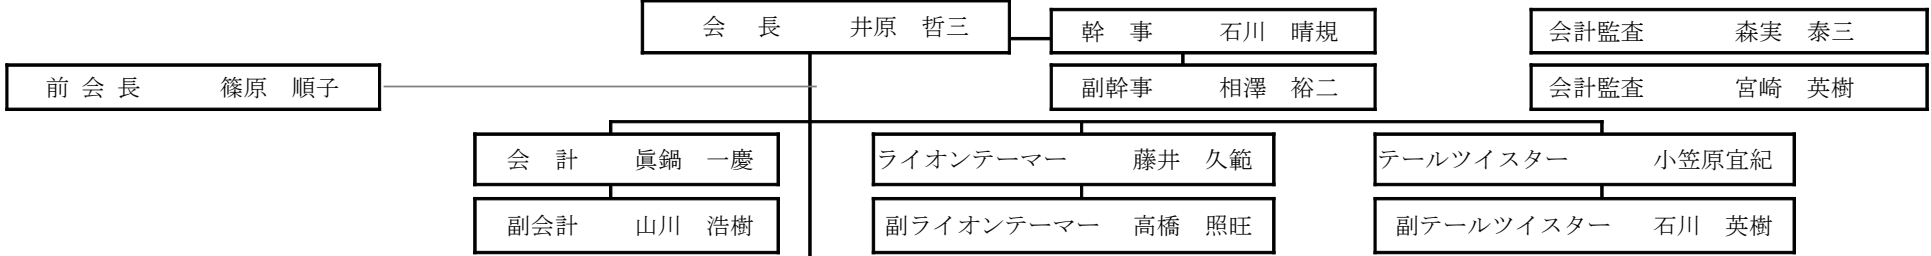 会　長　　　井原　哲三
幹　事　　　石川　晴規
会計監査　　　　森実　泰三
前 会 長　　　篠原　順子
副幹事　　　相澤　裕二
会計監査　　　　宮崎　英樹
会　計　　　眞鍋　一慶
ライオンテーマー　　　藤井　久範
テールツイスター　　　　小笠原宜紀
副会計　　　山川　浩樹
副ライオンテーマー　　高橋　照旺
副テールツイスター　　石川　英樹